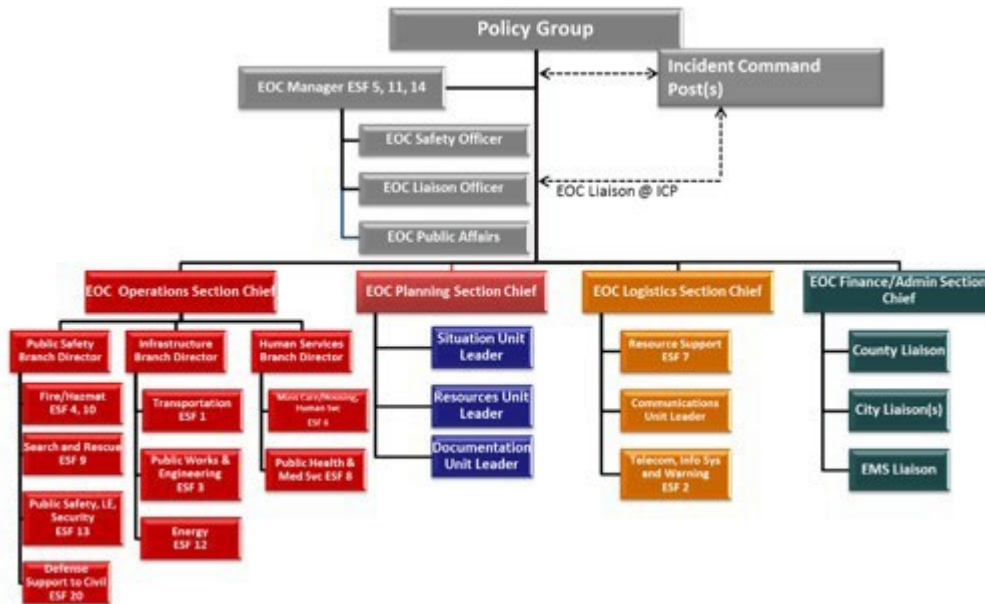 Policy Group
Incident Command
Post(s)
EOC Manager ESF 5, 11, 14
EOC Safety Officer
EOC Liaison Officer
EOC Liaison @ ICP
EOC Public Affairs
EOC Operations Section Chief
EOC Planning Section Chief
EOC Logistics Section Chief
EOC Finance/Admin Section
Chief
Public Safety
Branch Director
Infrastructure
Branch Director
Human Services
Branch Director
Fire/Hazmat
ESF 4, 10
Search and Rescue
ESF 9
Public Safety, LE,
Security
ESF 13
Defense
Support to Civil
ESF 20
Transportation
ESF 1
Public Works &
Engineering
ESF 3
Energy
ESF 12
Mass Care/Housing,
Human Svc
ESF 6
Public Health &
Med Svc ESF 8
Situation Unit
Leader
Resources Unit
Leader
Documentation
Unit Leader
Resource Support
ESF 7
Communications
Unit Leader
Telecom, Info Sys
and Warning
ESF 2
County Liaison
City Liaison(s)
EMS Liaison